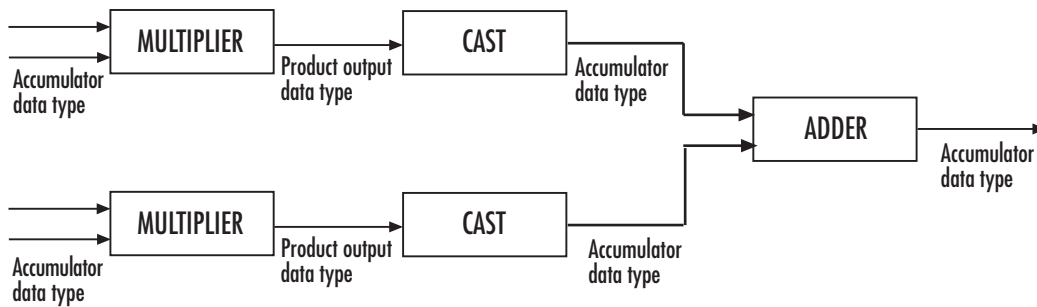 MULTIPLIER
CAST
Accumulator
data type
Product output
data type
Accumulator
data type
ADDER
Accumulator
data type
MULTIPLIER
CAST
Accumulator
data type
Product output
data type
Accumulator
data type